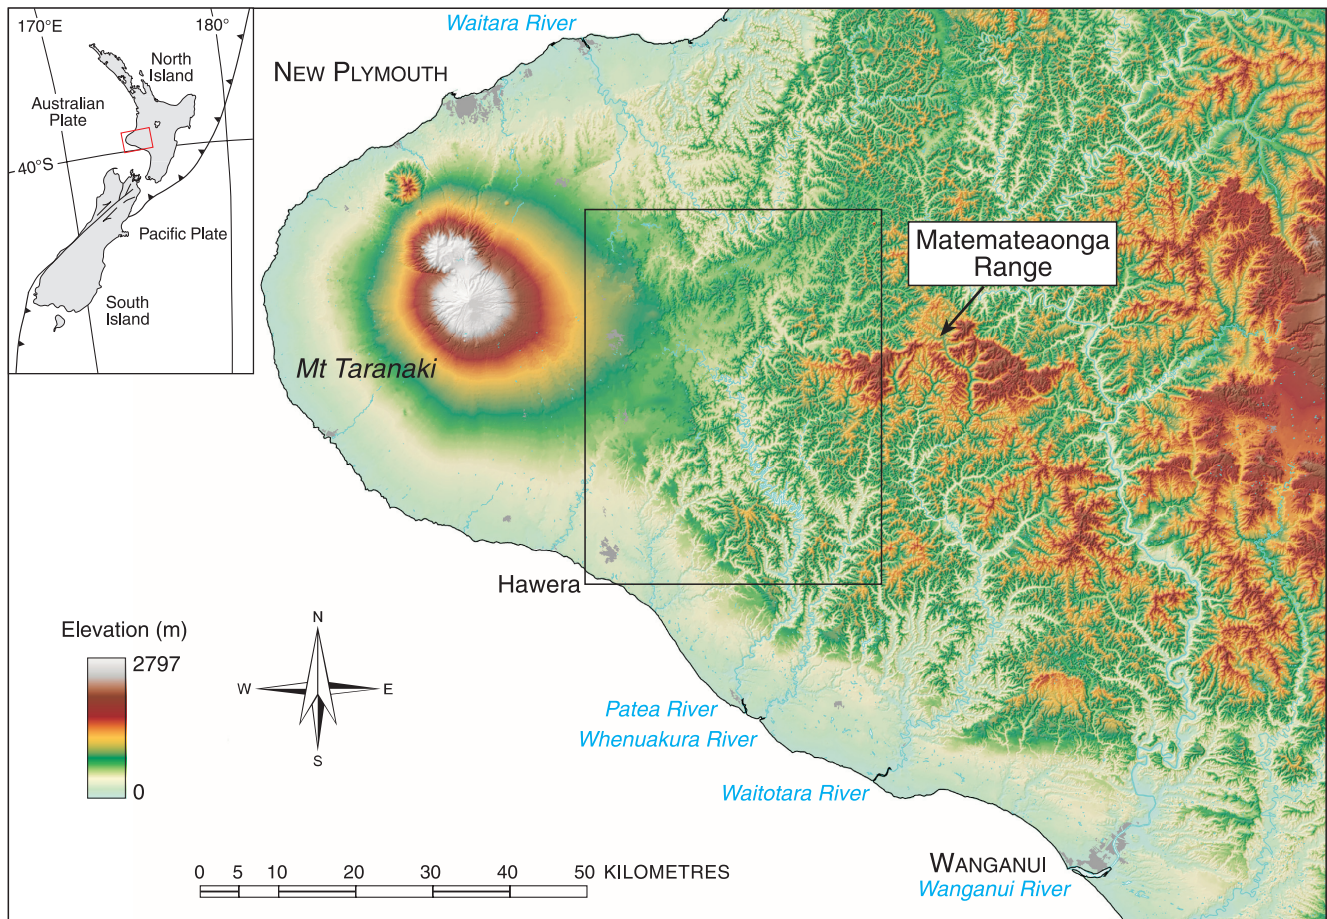 170°E
180°
North
Island
Australian
Plate
40°S
Pacific Plate
South
Island
Waitara River
NEW PLYMOUTH
Matemateaonga
Range
Mt Taranaki
Hawera
Elevation (m)
2797
0
N
W
E
S
Patea River
Whenuakura River
Waitotara River
WANGANUI
Wanganui River
0 5 10 20 30 40 50 KILOMETRES